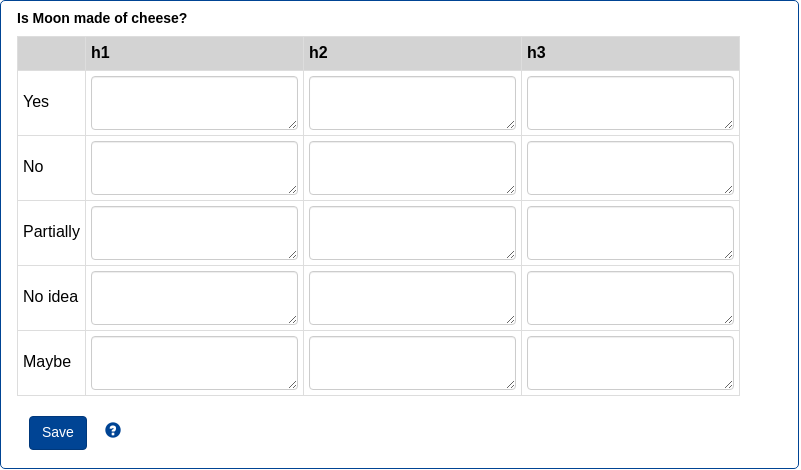 Is Moon made of cheese?
h1 h2 h3
Yes
No
Partially
No idea
Maybe
Save ?